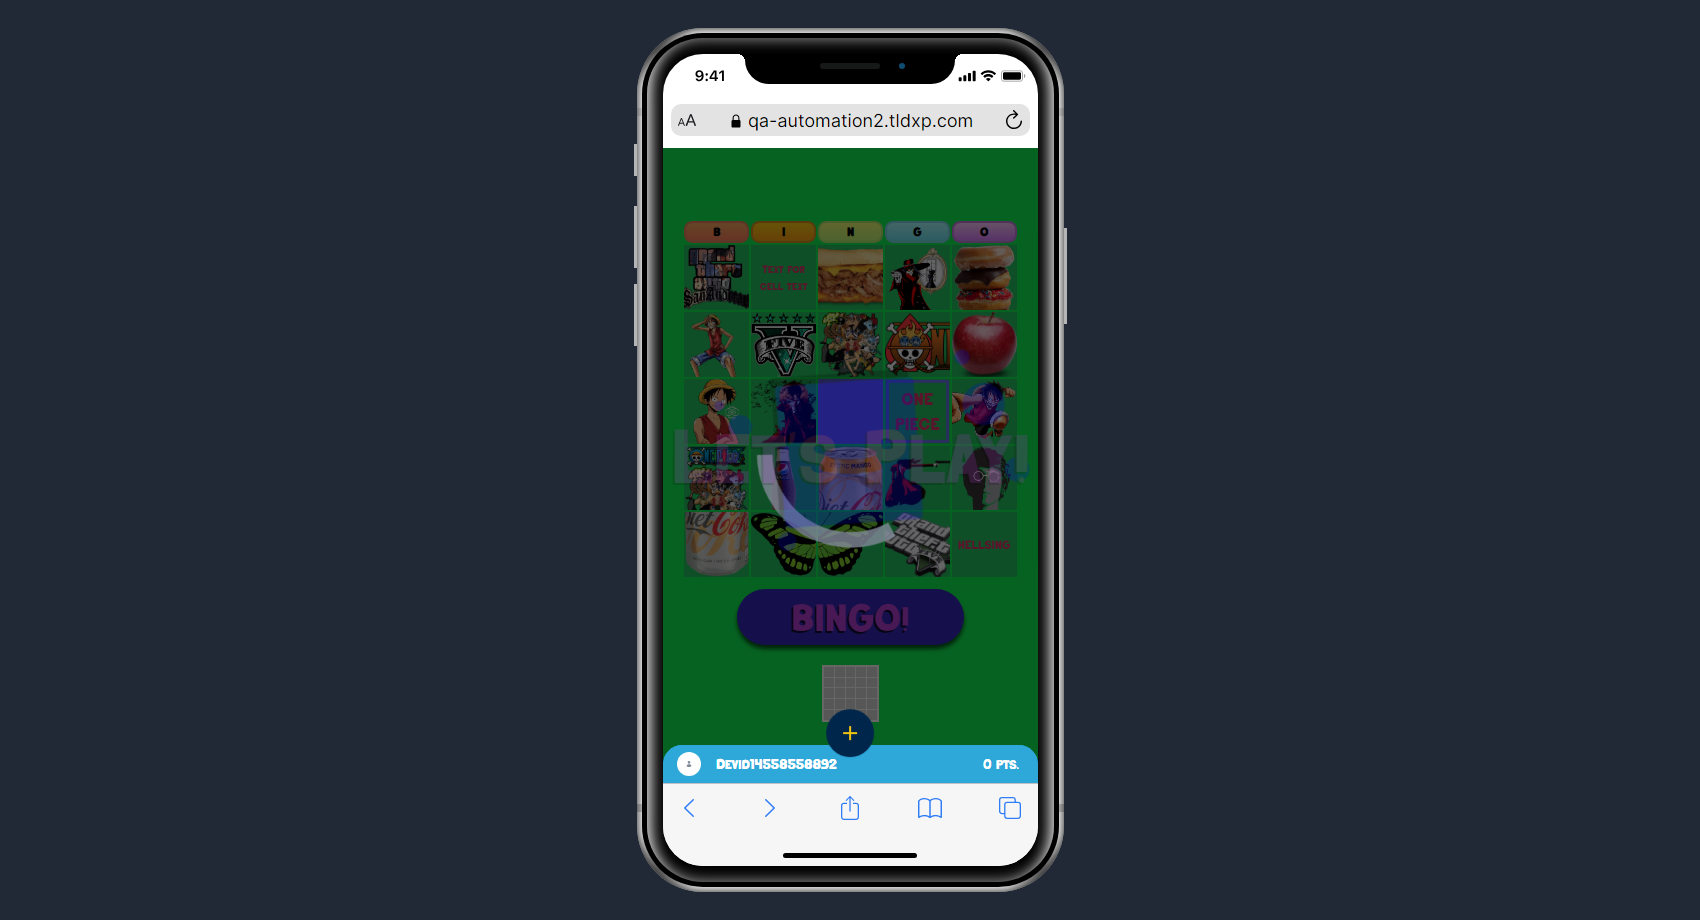 9:41
AA qa-automation2.tldxp.com
B I N G O
TEXT FOR
CELL TEST
FIVE
ONE
PIECE
LET'S PLAY!
HELLSING
BINGO!
+
DEVID14558558892 0 PTS.